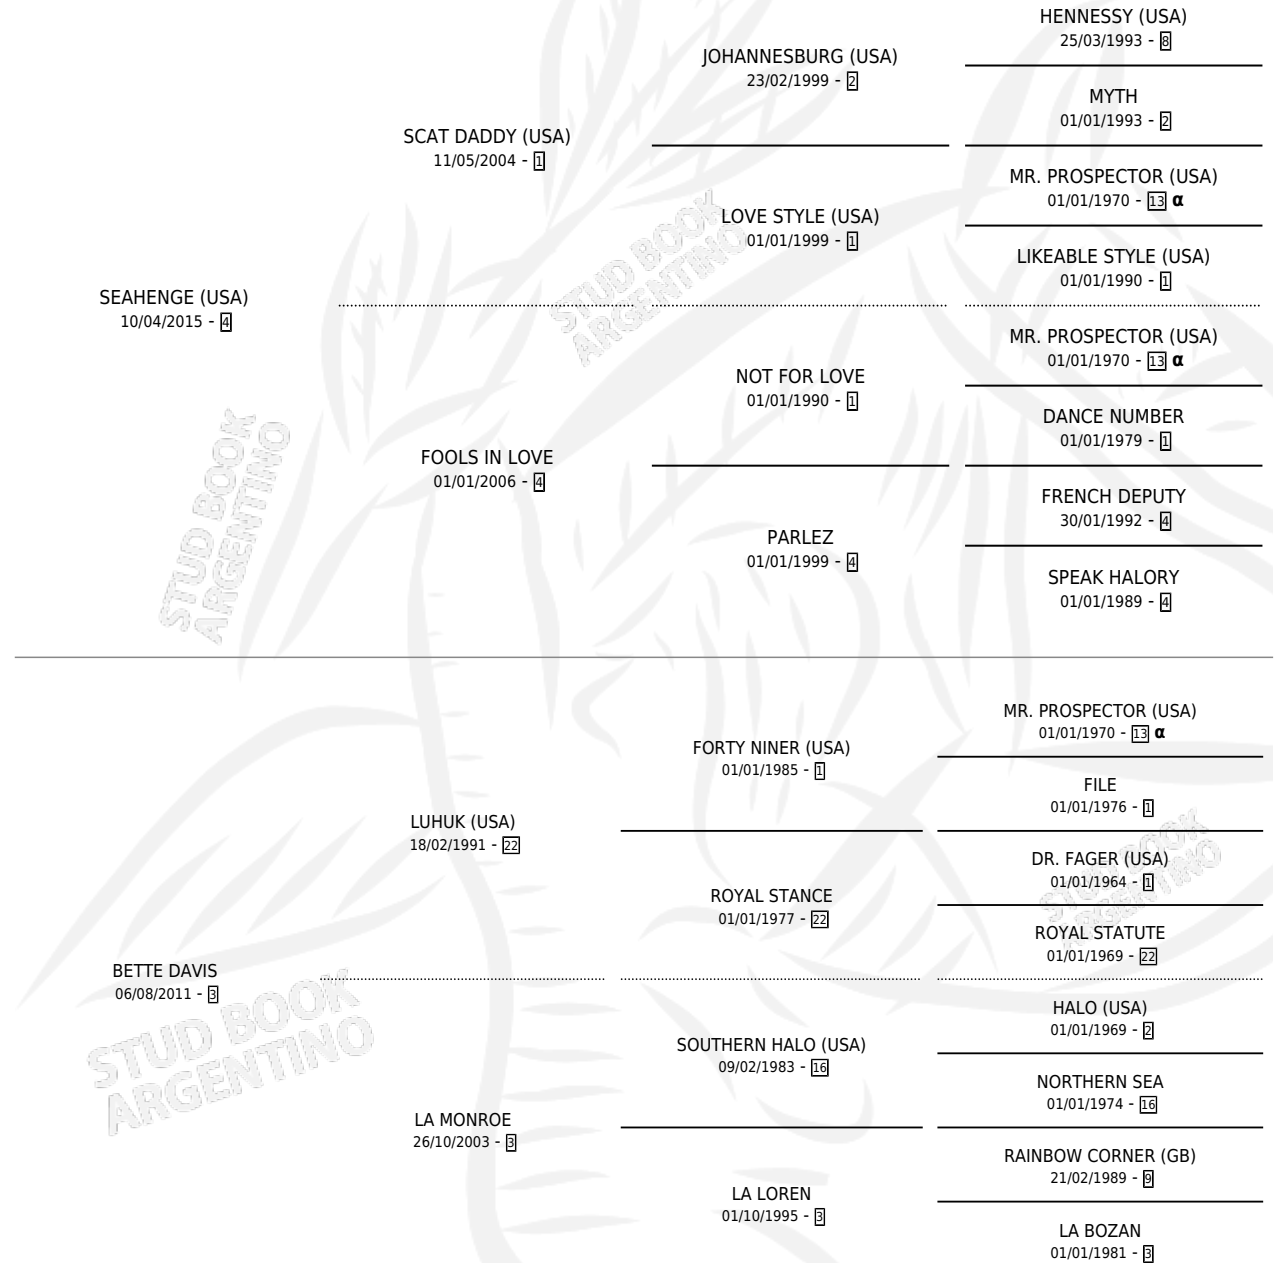 HENNESSY (USA)
25/03/1993 - 8
JOHANNESBURG (USA)
23/02/1999 - 2
MYTH
01/01/1993 - 2
SCAT DADDY (USA)
11/05/2004 - 1
MR. PROSPECTOR (USA)
01/01/1970 - 13 α
LOVE STYLE (USA)
01/01/1999 - 1
LIKEABLE STYLE (USA)
01/01/1990 - 1
SEAHENGE (USA)
10/04/2015 - 4
MR. PROSPECTOR (USA)
01/01/1970 - 13 α
NOT FOR LOVE
01/01/1990 - 1
DANCE NUMBER
01/01/1979 - 1
FOOLS IN LOVE
01/01/2006 - 4
FRENCH DEPUTY
30/01/1992 - 4
PARLEZ
01/01/1999 - 4
SPEAK HALORY
01/01/1989 - 4
MR. PROSPECTOR (USA)
01/01/1970 - 13 α
FORTY NINER (USA)
01/01/1985 - 1
FILE
01/01/1976 - 1
LUHUK (USA)
18/02/1991 - 22
DR. FAGER (USA)
01/01/1964 - 1
ROYAL STANCE
01/01/1977 - 22
ROYAL STATUTE
01/01/1969 - 22
BETTE DAVIS
06/08/2011 - 3
HALO (USA)
01/01/1969 - 2
SOUTHERN HALO (USA)
09/02/1983 - 16
NORTHERN SEA
01/01/1974 - 16
LA MONROE
26/10/2003 - 3
RAINBOW CORNER (GB)
21/02/1989 - 9
LA LOREN
01/10/1995 - 3
LA BOZAN
01/01/1981 - 3
STUD BOOK
ARGENTINO
STUD BOOK
ARGENTINO
STUD BOOK
ARGENTINO
STUD BOOK
ARGENTINO